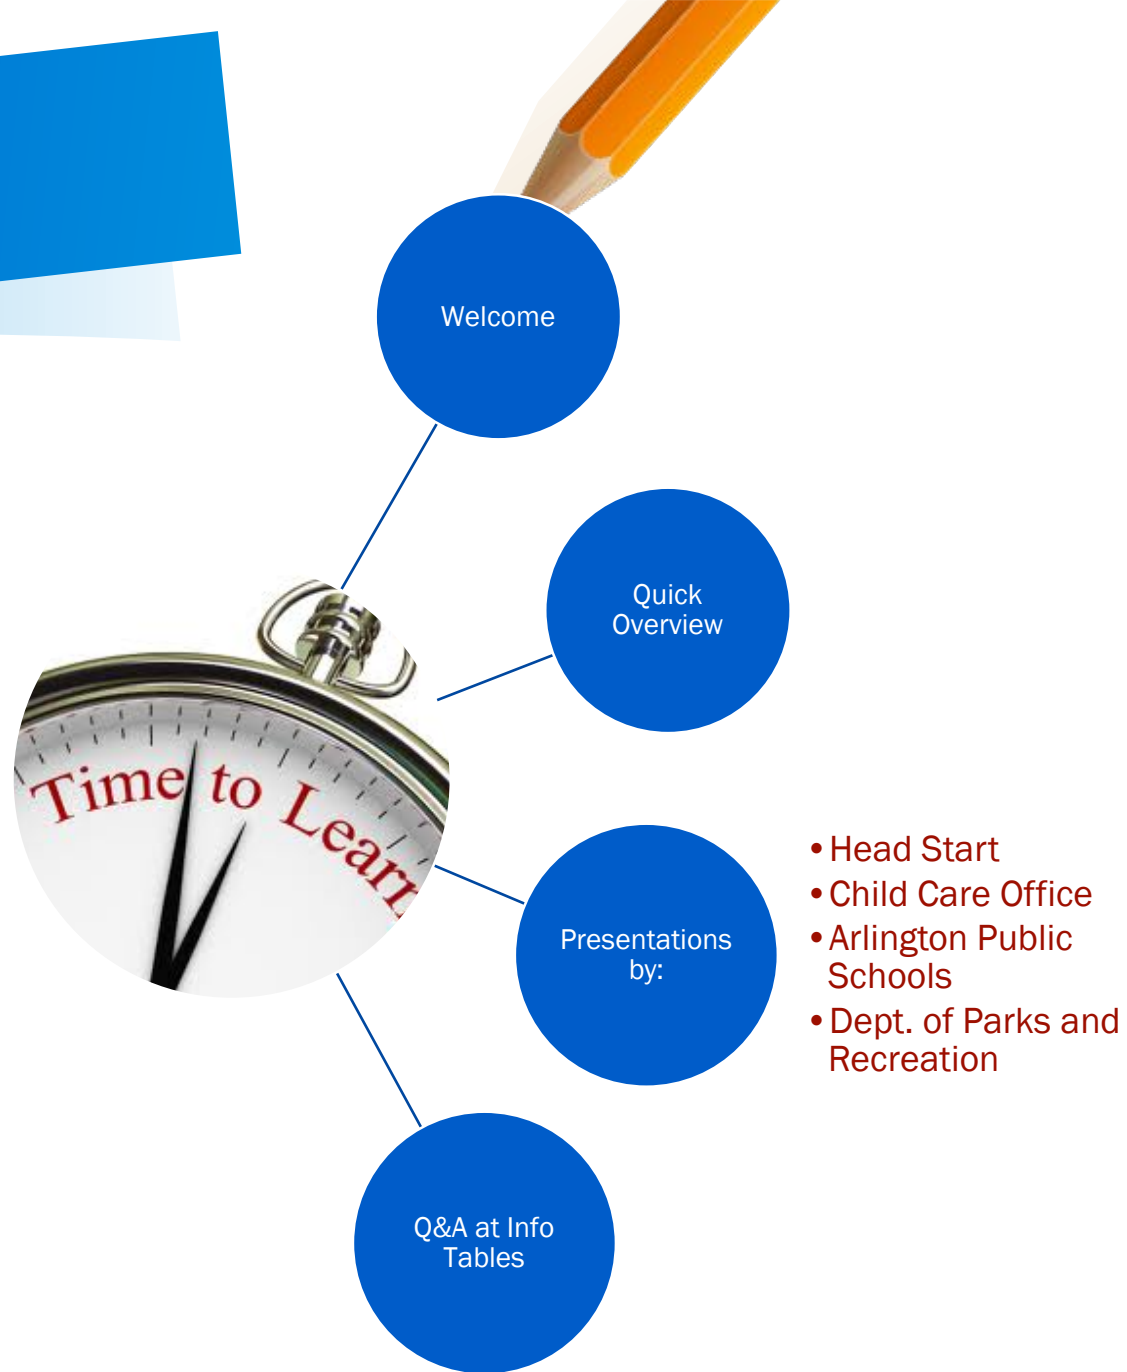 Welcome
Quick
Overview
Time to Learn
Presentations
by:
•Head Start
•Child Care Office
•Arlington Public
Schools
•Dept. of Parks and
Recreation
Q&A at Info
Tables